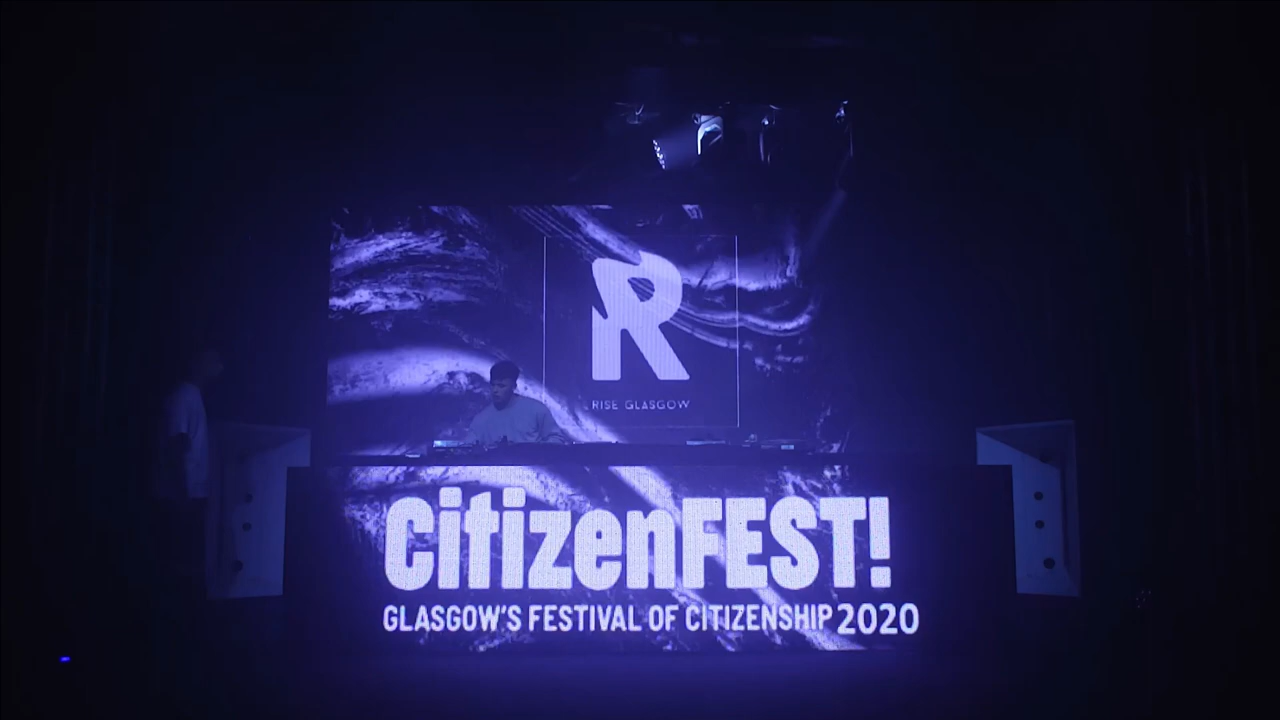 R
RISE GLASGOW
CitizenFEST!
GLASGOW'S FESTIVAL OF CITIZENSHIP 2020